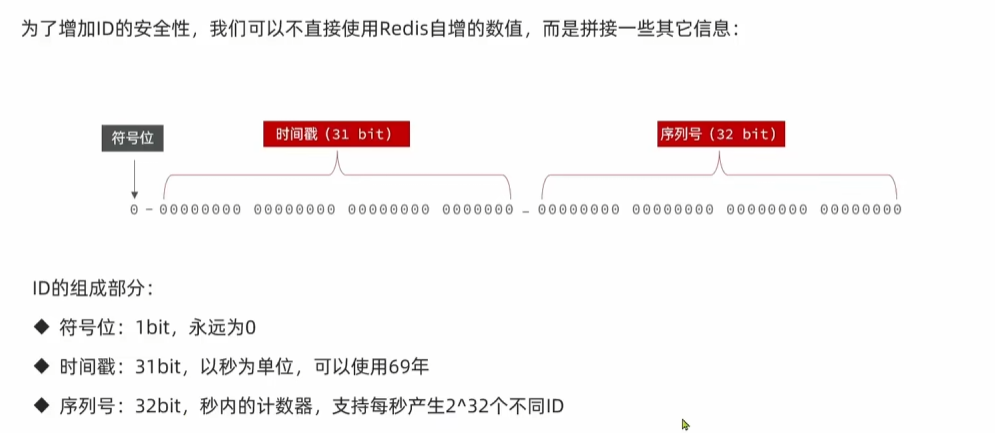 为了增加ID的安全性，我们可以不直接使用Redis自增的数值，而是拼接一些其它信息：
符号位
时间戳（31 bit）
序列号（32 bit）
0 - 00000000 00000000 00000000 0000000 - 00000000 00000000 00000000 00000000
ID的组成部分：
◆ 符号位：1bit，永远为0
◆ 时间戳：31bit，以秒为单位，可以使用69年
◆ 序列号：32bit，秒内的计数器，支持每秒产生2^32个不同ID